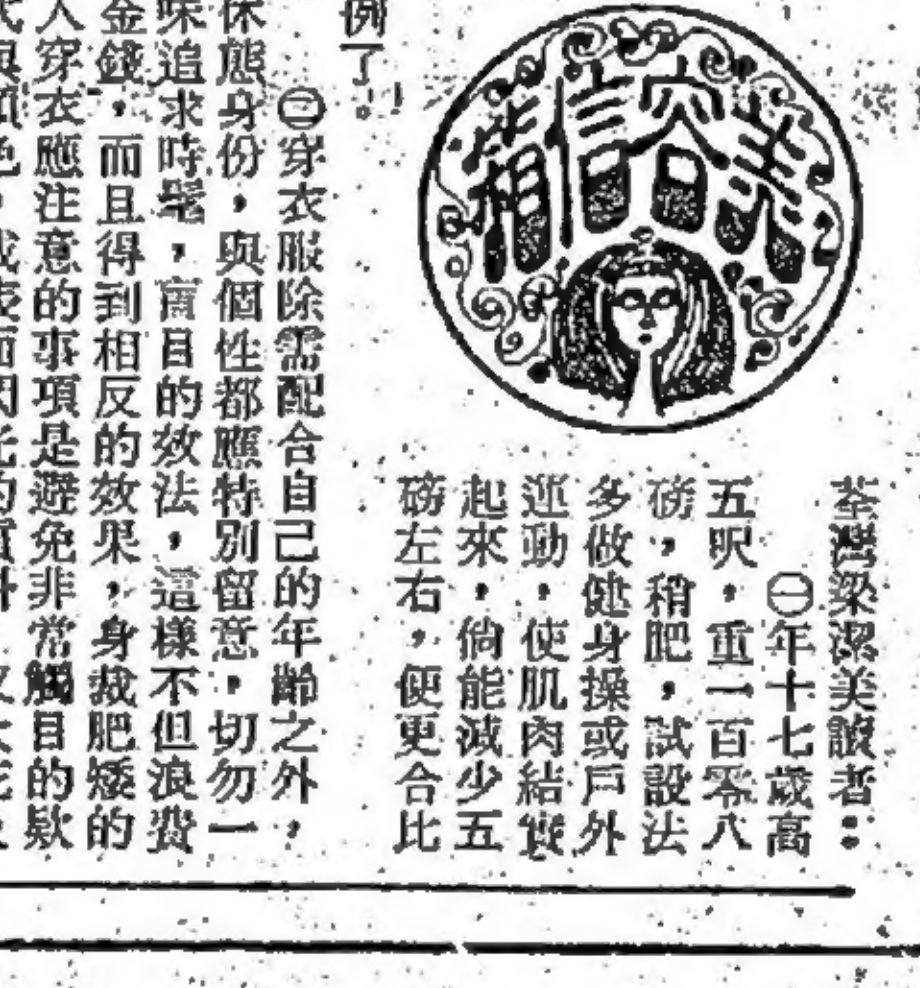 美容信箱
荃灣梁潔美讀者：
㊀年十七歲高
五呎，重一百零八
磅，稍肥，試設法
多做健身操或戶外
運動，使肌肉結實
起來，倘能減少五
磅左右，便更合比
例了。
㊁穿衣服除需配合自己的年齡之外，
身份，與個性都應特別留意，切勿一
味追求時髦，盲目的效法，這樣不但浪費
金錢，而且得到相反的效果，身裁肥矮的
人穿衣應注意的事項是避免非常觸目的欵